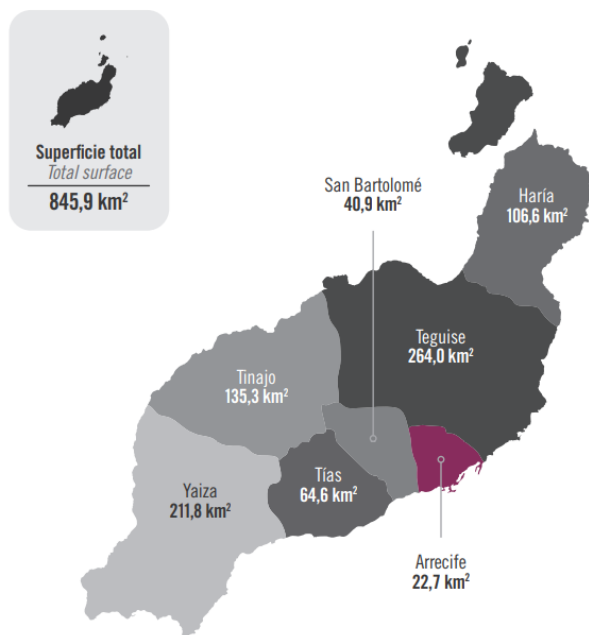 Superficie total
Total surface
845,9 km²
San Bartolomé
40,9 km²
Haría
106,6 km²
Teguise
264,0 km²
Tinajo
135,3 km²
Tías
64,6 km²
Yaiza
211,8 km²
Arrecife
22,7 km²